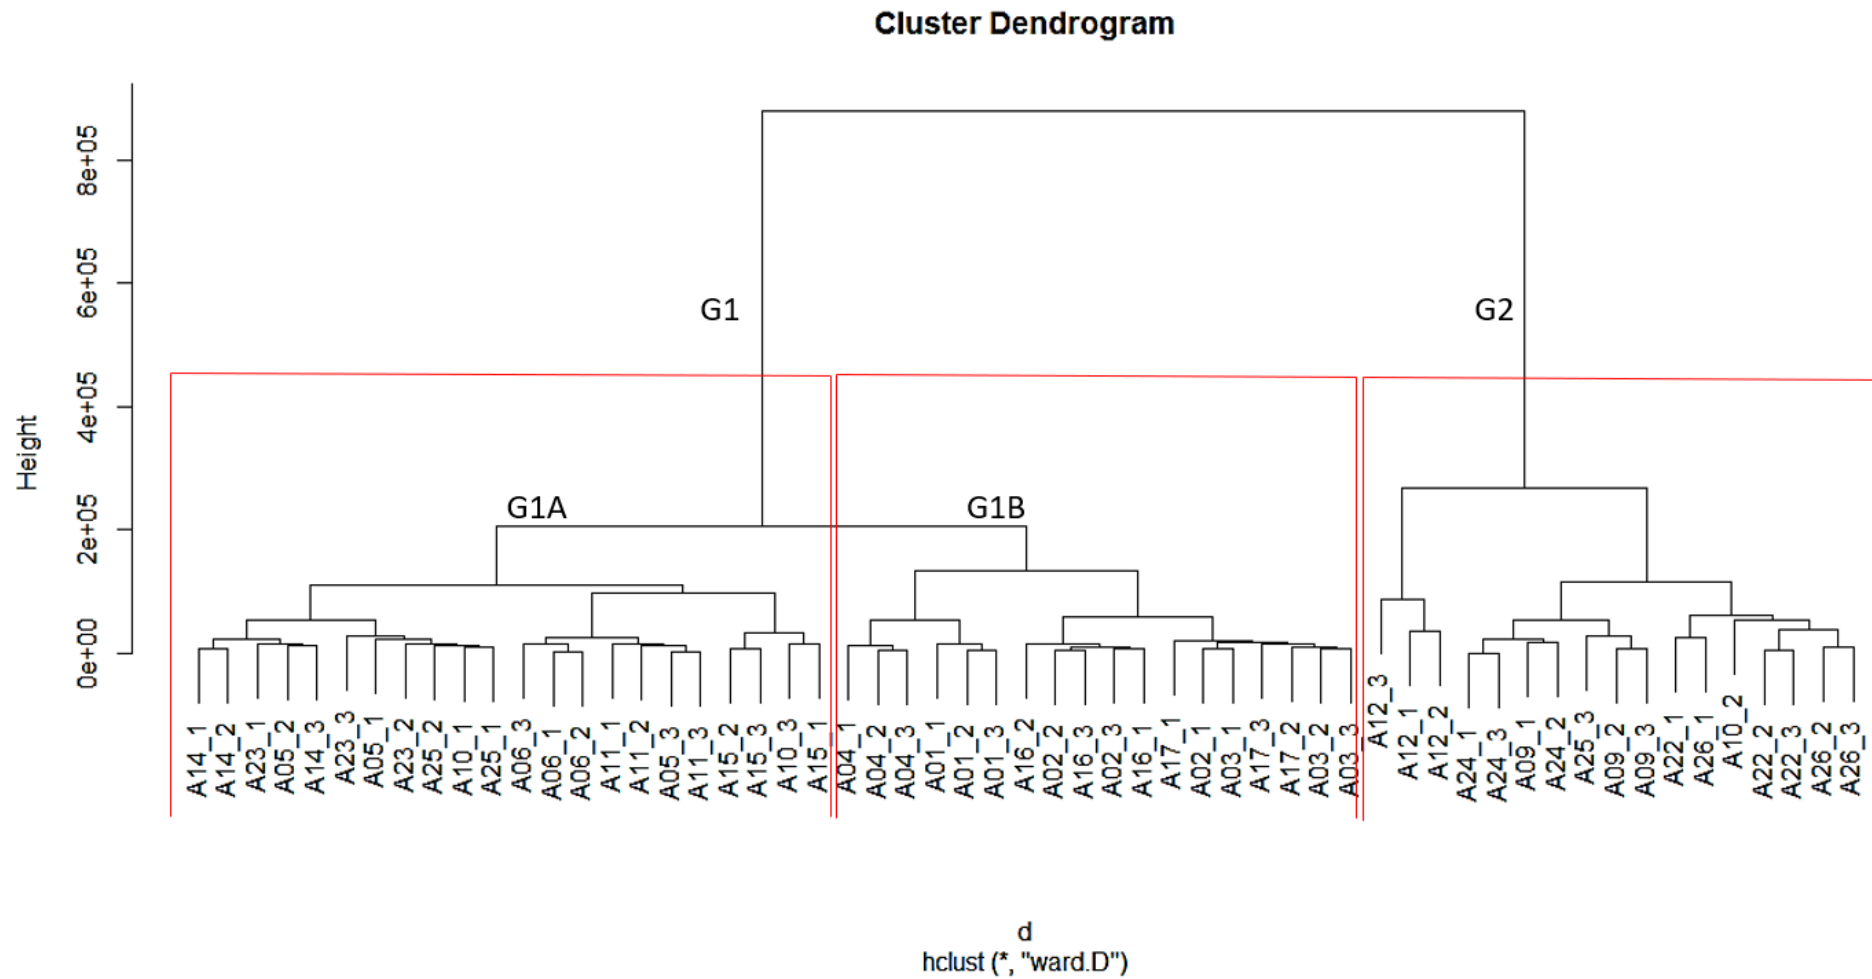 Cluster Dendrogram
Height
8e+05
6e+05
4e+05
2e+05
0e+00
G1
G2
G1A
G1B
A14_1
A14_2
A23_1
A05_2
A14_3
A23_3
A05_1
A23_2
A25_2
A10_1
A25_1
A06_3
A06_1
A06_2
A11_1
A11_2
A05_3
A11_3
A15_2
A15_3
A10_3
A15_1
A04_1
A04_2
A04_3
A01_1
A01_2
A01_3
A16_2
A02_2
A16_3
A02_3
A16_1
A17_1
A02_1
A03_1
A17_3
A17_2
A03_2
A03_3
A12_3
A12_1
A12_2
A24_1
A24_3
A09_1
A24_2
A25_3
A09_2
A09_3
A22_1
A26_1
A10_2
A22_2
A22_3
A26_2
A26_3
d
hclust (*, "ward.D")